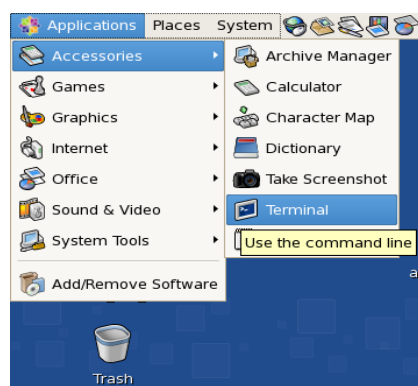 Applications Places System
Accessories
Games
Graphics
Internet
Office
Sound & Video
System Tools
Add/Remove Software
Archive Manager
Calculator
Character Map
Dictionary
Take Screenshot
Terminal
Use the command line
a
Trash